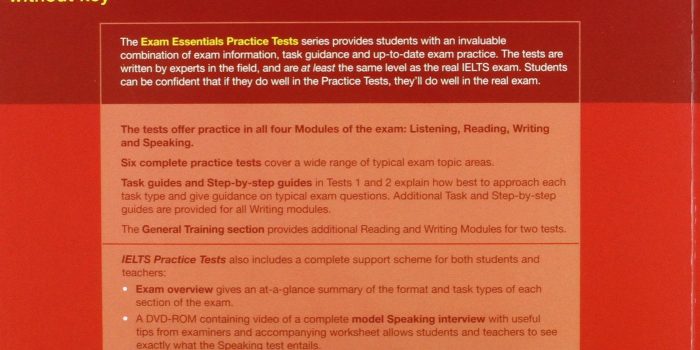 without key
The Exam Essentials Practice Tests series provides students with an invaluable
combination of exam information, task guidance and up-to-date exam practice. The tests are
written by experts in the field, and are at least the same level as the real IELTS exam. Students
can be confident that if they do well in the Practice Tests, they'll do well in the real exam.
The tests offer practice in all four Modules of the exam: Listening, Reading, Writing
and Speaking.
Six complete practice tests cover a wide range of typical exam topic areas.
Task guides and Step-by-step guides in Tests 1 and 2 explain how best to approach each
task type and give guidance on typical exam questions. Additional Task and Step-by-step
guides are provided for all Writing modules.
The General Training section provides additional Reading and Writing Modules for two tests.
IELTS Practice Tests also includes a complete support scheme for both students and
teachers:
• Exam overview gives an at-a-glance summary of the format and task types of each
section of the exam.
• A DVD-ROM containing video of a complete model Speaking interview with useful
tips from examiners and accompanying worksheet allows students and teachers to see
exactly what the Speaking test entails.